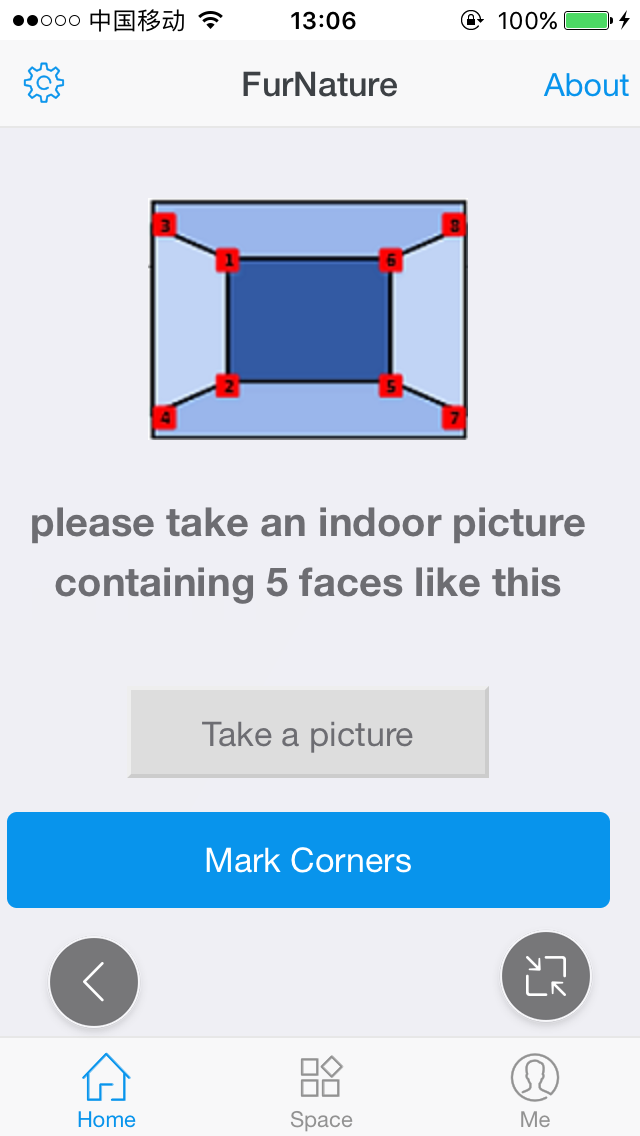 中国移动 13:06 100%
FurNature About
3 8
1 6
2 5
4 7
please take an indoor picture
containing 5 faces like this
Take a picture
Mark Corners
Home Space Me